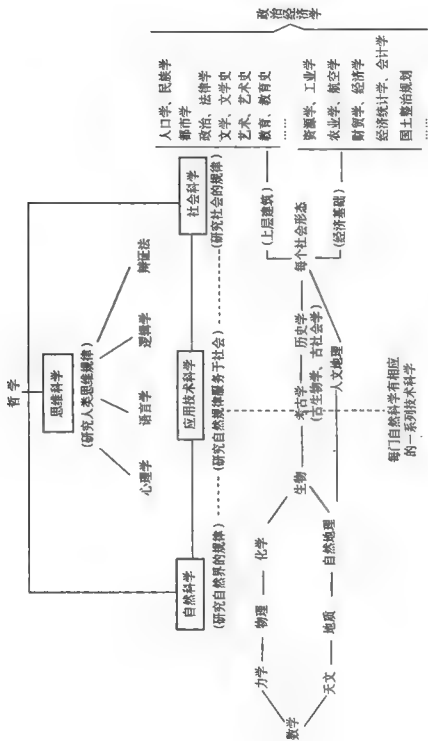 哲学
思维科学
(研究人类思维规律)
心理学
语言学
逻辑学
辩证法
自然科学
(研究自然界的规律)
应用技术科学
(研究自然规律服务于社会)
社会科学
(研究社会的规律)
数学
力学
物理
化学
天文
地质
自然地理
生物
考古学
(古生物学、古社会学)
历史学
人文地理
每个社会形态
(上层建筑)
(经济基础)
每门自然科学有相应
的一系列技术科学
人口学、民族学
都市学
政治、法律学
文学、文学史
艺术、艺术史
教育、教育史
……
资源学、工业学
农业学、航空学
财贸学、经济学
经济统计学、会计学
国土整治规划
……
政治经济学